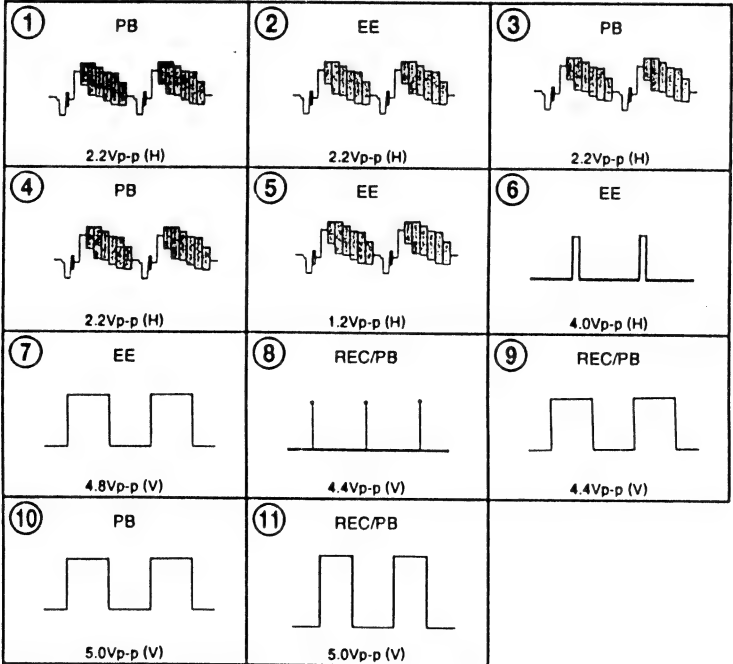 ① PB
2.2Vp-p (H)
② EE
2.2Vp-p (H)
③ PB
2.2Vp-p (H)
④ PB
2.2Vp-p (H)
⑤ EE
1.2Vp-p (H)
⑥ EE
4.0Vp-p (H)
⑦ EE
4.8Vp-p (V)
⑧ REC/PB
4.4Vp-p (V)
⑨ REC/PB
4.4Vp-p (V)
⑩ PB
5.0Vp-p (V)
⑪ REC/PB
5.0Vp-p (V)